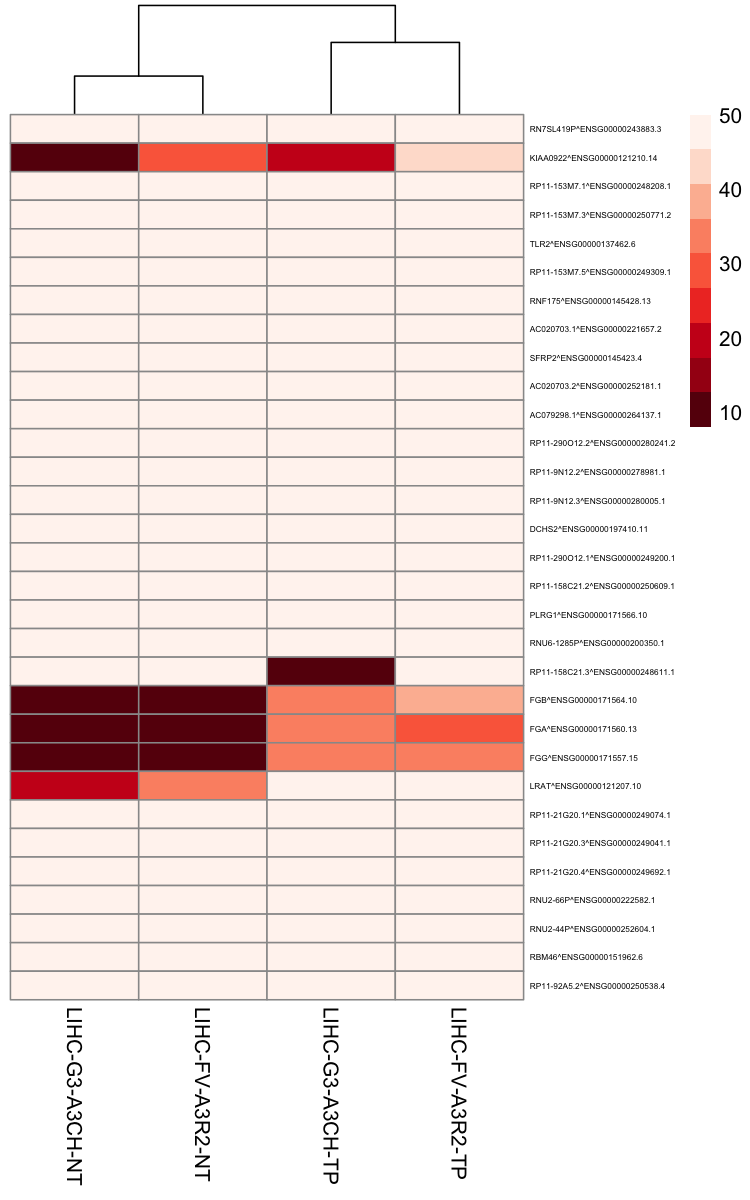 50
40
30
20
10
RN7SL419P^ENSG00000243883.3
KIAA0922^ENSG00000121210.14
RP11-153M7.1^ENSG00000248208.1
RP11-153M7.3^ENSG00000250771.2
TLR2^ENSG00000137462.6
RP11-153M7.5^ENSG00000249309.1
RNF175^ENSG00000145428.13
AC020703.1^ENSG00000221657.2
SFRP2^ENSG00000145423.4
AC020703.2^ENSG00000252181.1
AC079298.1^ENSG00000264137.1
RP11-290O12.2^ENSG00000280241.2
RP11-9N12.2^ENSG00000278981.1
RP11-9N12.3^ENSG00000280005.1
DCHS2^ENSG00000197410.11
RP11-290O12.1^ENSG00000249200.1
RP11-158C21.2^ENSG00000250609.1
PLRG1^ENSG00000171566.10
RNU6-1285P^ENSG00000200350.1
RP11-158C21.3^ENSG00000248611.1
FGB^ENSG00000171564.10
FGA^ENSG00000171560.13
FGG^ENSG00000171557.15
LRAT^ENSG00000121207.10
RP11-21G20.1^ENSG00000249074.1
RP11-21G20.3^ENSG00000249041.1
RP11-21G20.4^ENSG00000249692.1
RNU2-66P^ENSG00000222582.1
RNU2-44P^ENSG00000252604.1
RBM46^ENSG00000151962.6
RP11-92A5.2^ENSG00000250538.4
LIHC-G3-A3CH-NT
LIHC-FV-A3R2-NT
LIHC-G3-A3CH-TP
LIHC-FV-A3R2-TP